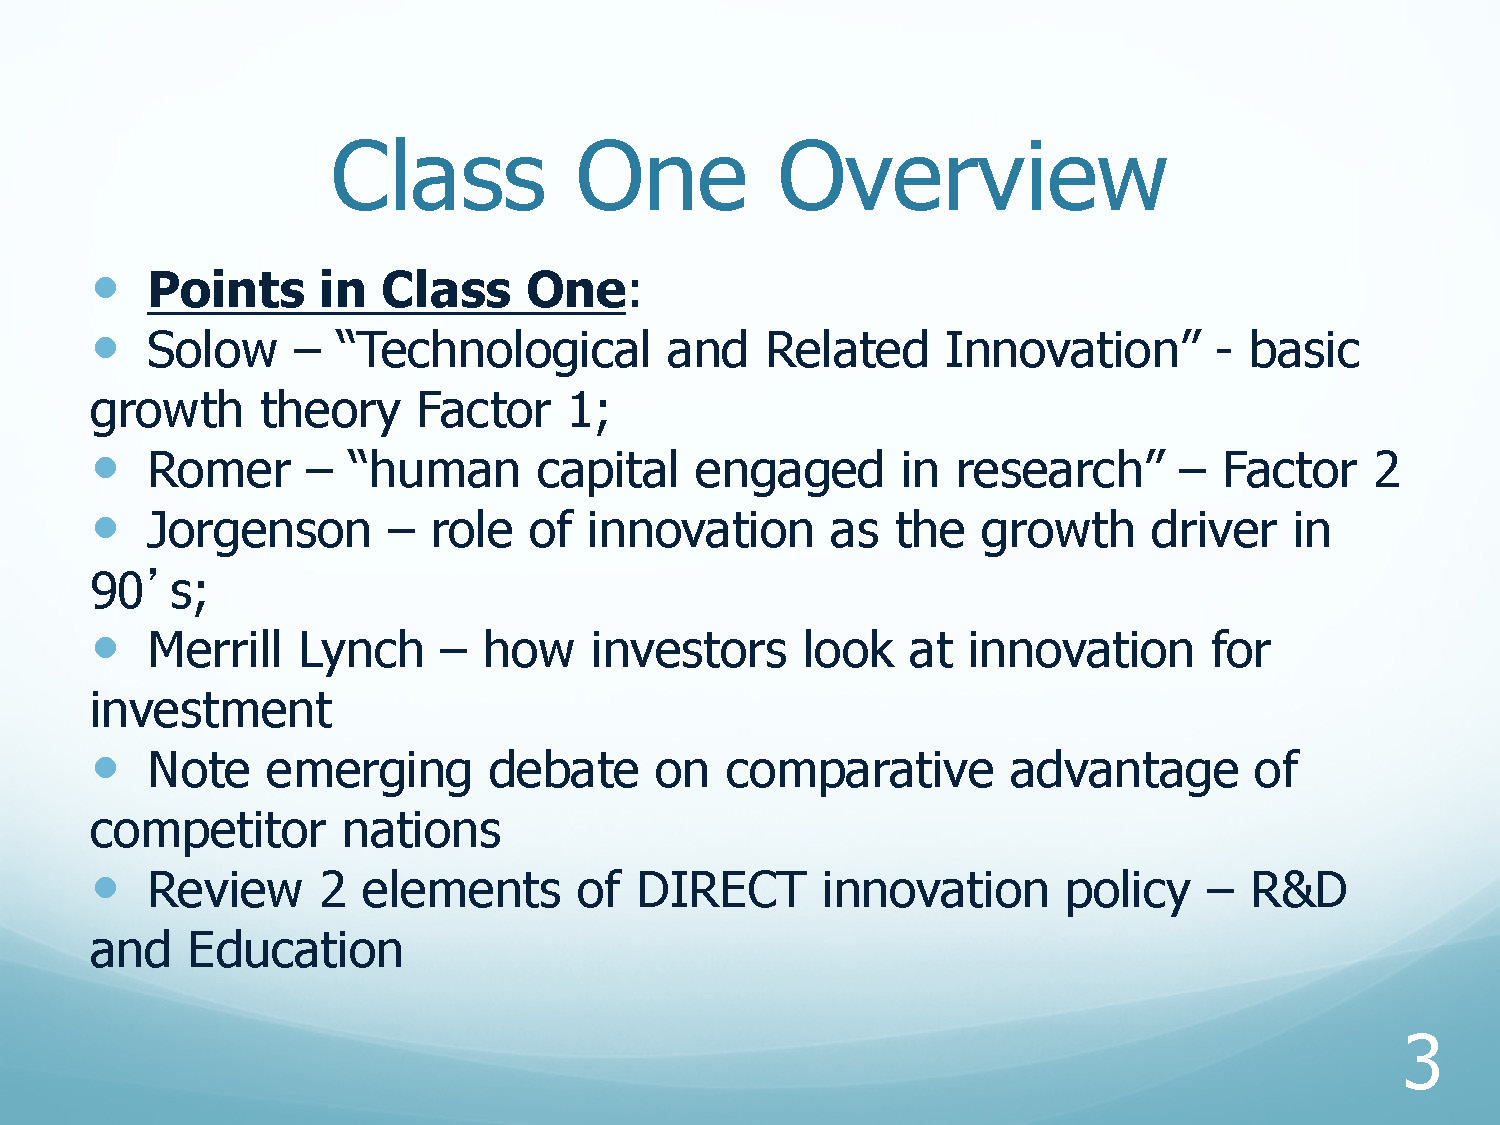 Class One Overview
• Points in Class One:
• Solow – “Technological and Related Innovation” - basic
growth theory Factor 1;
• Romer – “human capital engaged in research” – Factor 2
• Jorgenson – role of innovation as the growth driver in
90’s;
• Merrill Lynch – how investors look at innovation for
investment
• Note emerging debate on comparative advantage of
competitor nations
• Review 2 elements of DIRECT innovation policy – R&D
and Education
3